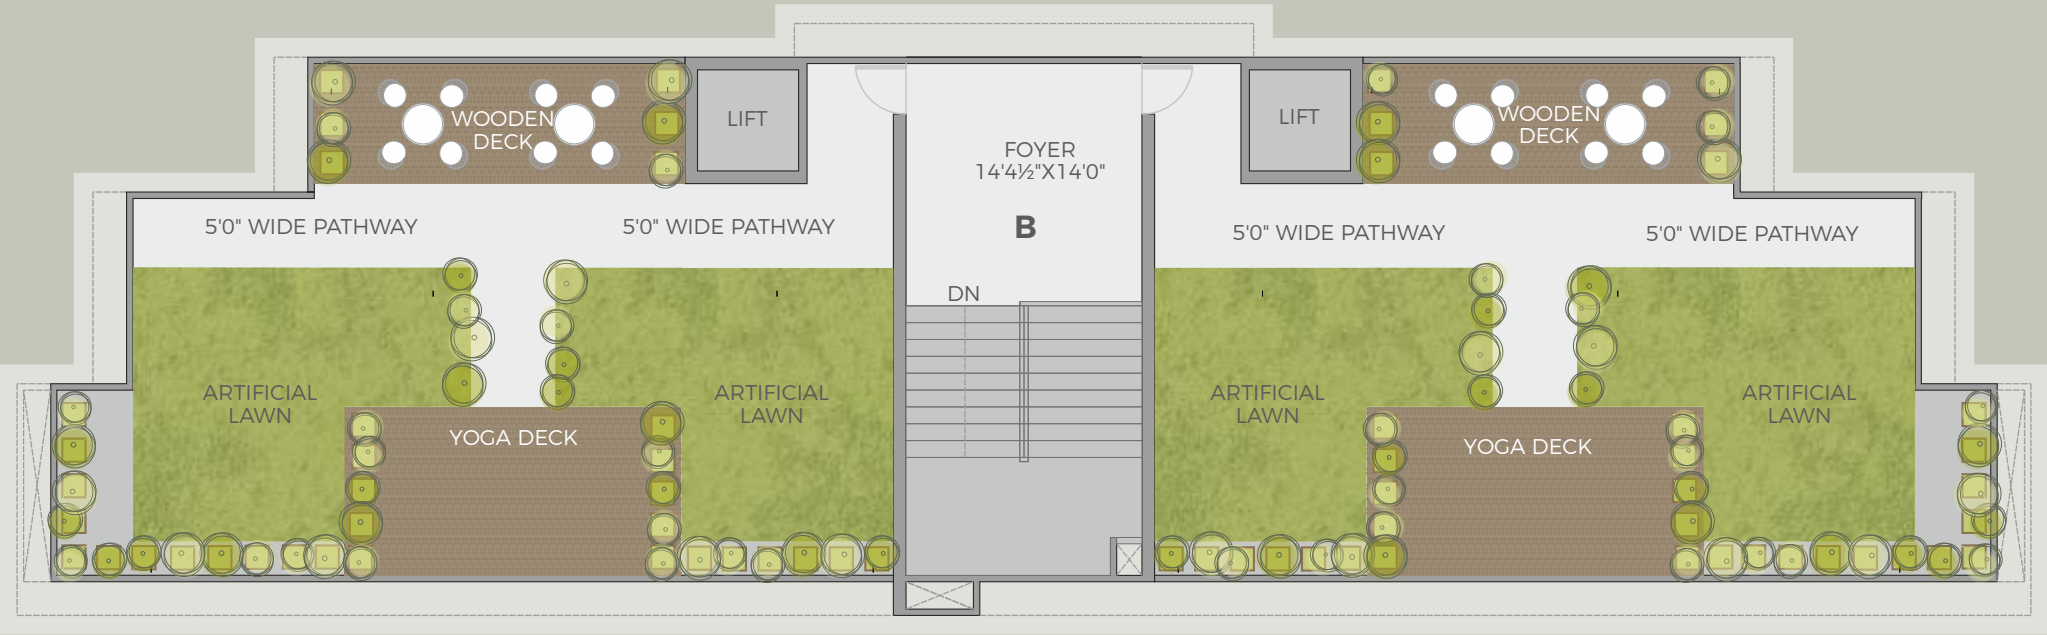 WOODEN
DECK
LIFT
FOYER
14'4½"X14'0"
B
LIFT
WOODEN
DECK
5'0" WIDE PATHWAY
5'0" WIDE PATHWAY
5'0" WIDE PATHWAY
5'0" WIDE PATHWAY
DN
ARTIFICIAL
LAWN
YOGA DECK
ARTIFICIAL
LAWN
ARTIFICIAL
LAWN
YOGA DECK
ARTIFICIAL
LAWN